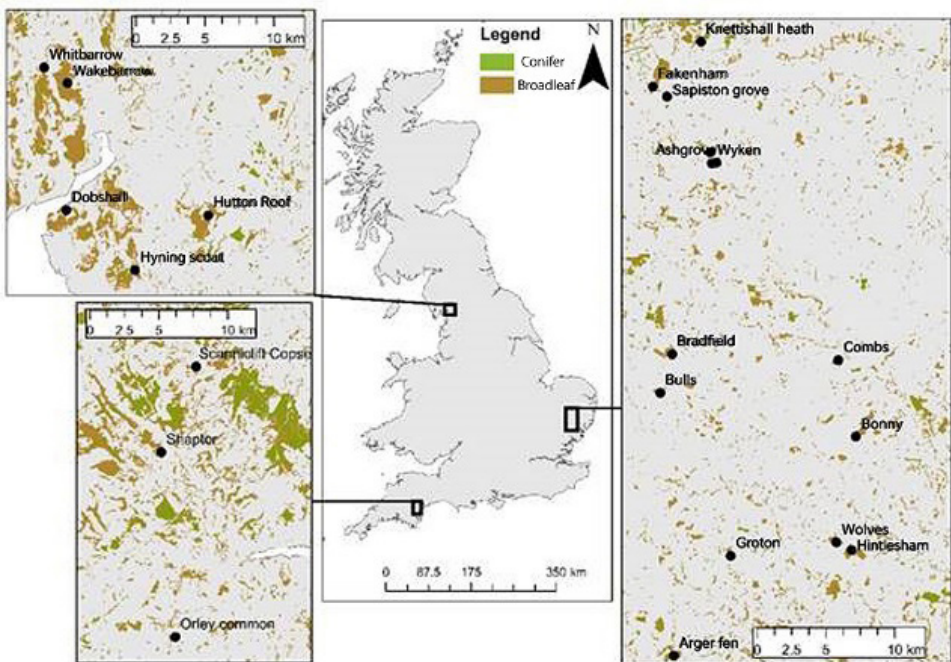 0 2.5 5 10 km
Whitbarrow
Wakebarrow
Dobshall
Hutton Roof
Hyning scout
0 2.5 5 10 km
Scanniclift Copse
Shaptor
Orley common
Legend
N
Conifer
Broadleaf
0 87.5 175 350 km
Knettishall heath
Fakenham
Sapiston grove
Ashgrove Wyken
Bradfield
Combs
Bulls
Bonny
Wolves
Groton
Hintlesham
Arger fen
0 2.5 5 10 km